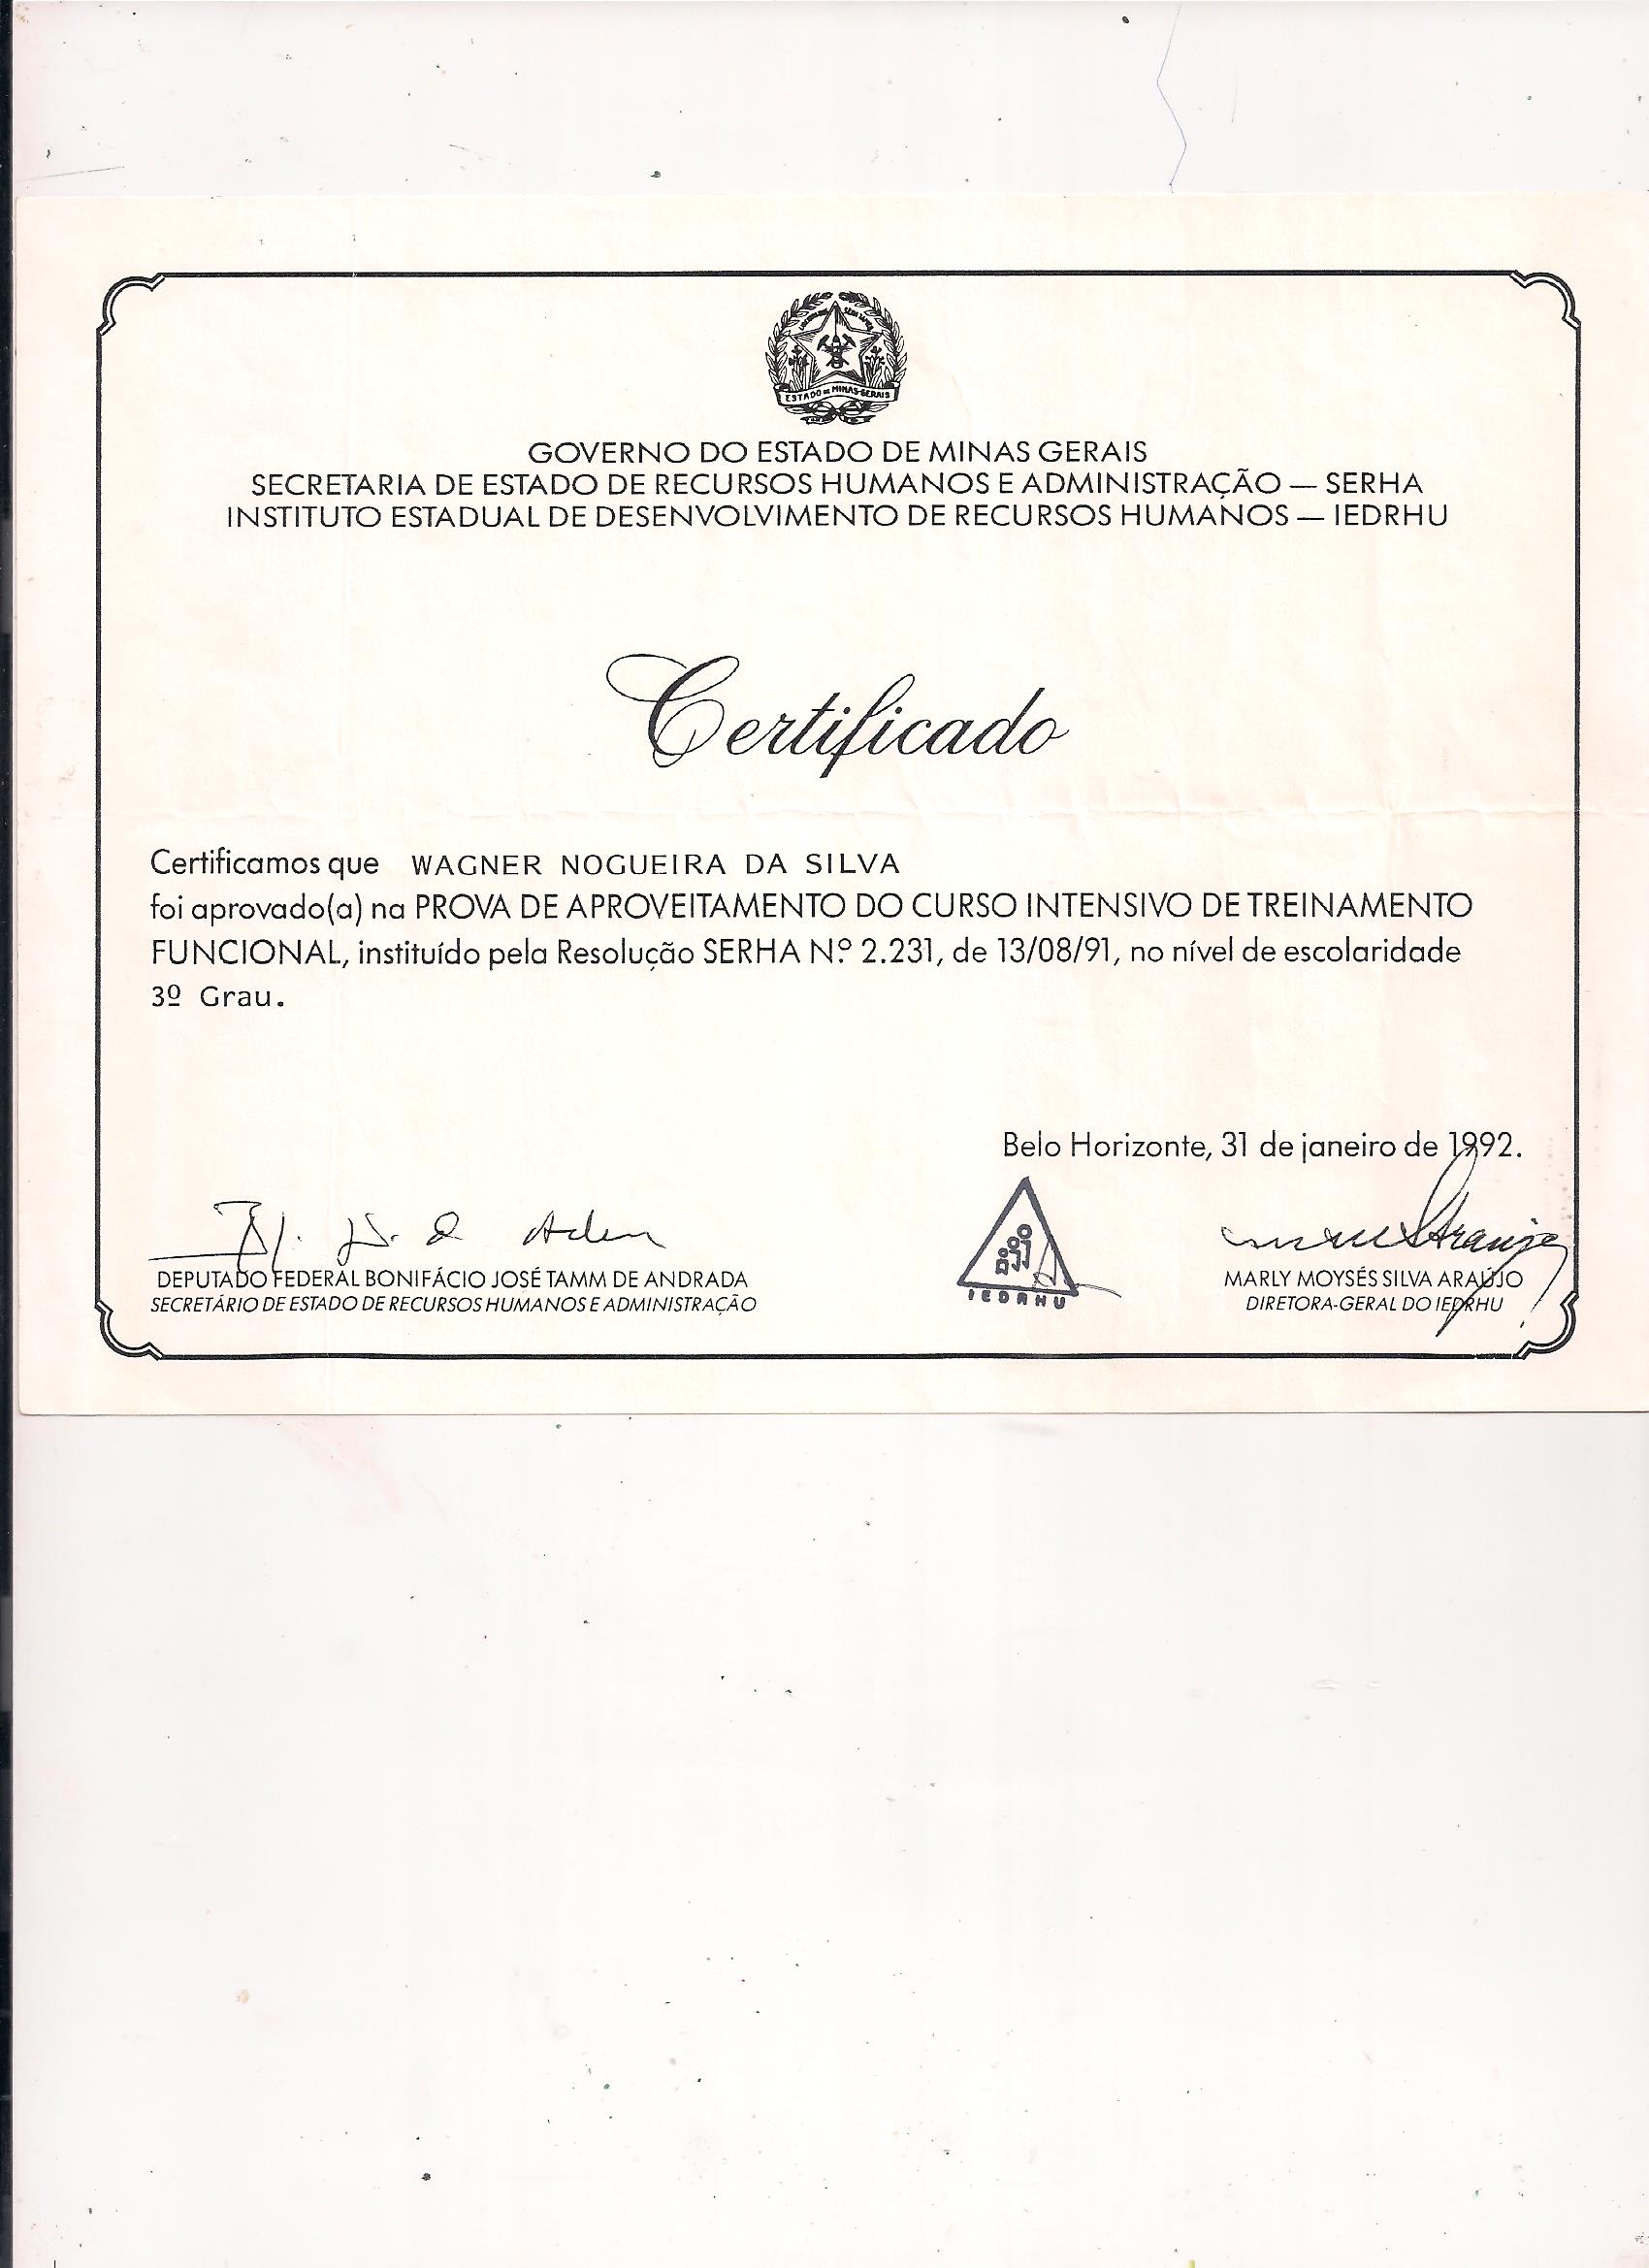 ESTADO DE MINAS GERAIS
GOVERNO DO ESTADO DE MINAS GERAIS
SECRETARIA DE ESTADO DE RECURSOS HUMANOS E ADMINISTRAÇÃO — SERHA
INSTITUTO ESTADUAL DE DESENVOLVIMENTO DE RECURSOS HUMANOS — IEDRHU
Certificado
Certificamos que WAGNER NOGUEIRA DA SILVA
foi aprovado(a) na PROVA DE APROVEITAMENTO DO CURSO INTENSIVO DE TREINAMENTO
FUNCIONAL, instituído pela Resolução SERHA N.º 2.231, de 13/08/91, no nível de escolaridade
3º Grau.
Belo Horizonte, 31 de janeiro de 1992.
IEDRHU
DEPUTADO FEDERAL BONIFÁCIO JOSÉ TAMM DE ANDRADA
SECRETÁRIO DE ESTADO DE RECURSOS HUMANOS E ADMINISTRAÇÃO
MARLY MOYSÉS SILVA ARAÚJO
DIRETORA-GERAL DO IEDRHU